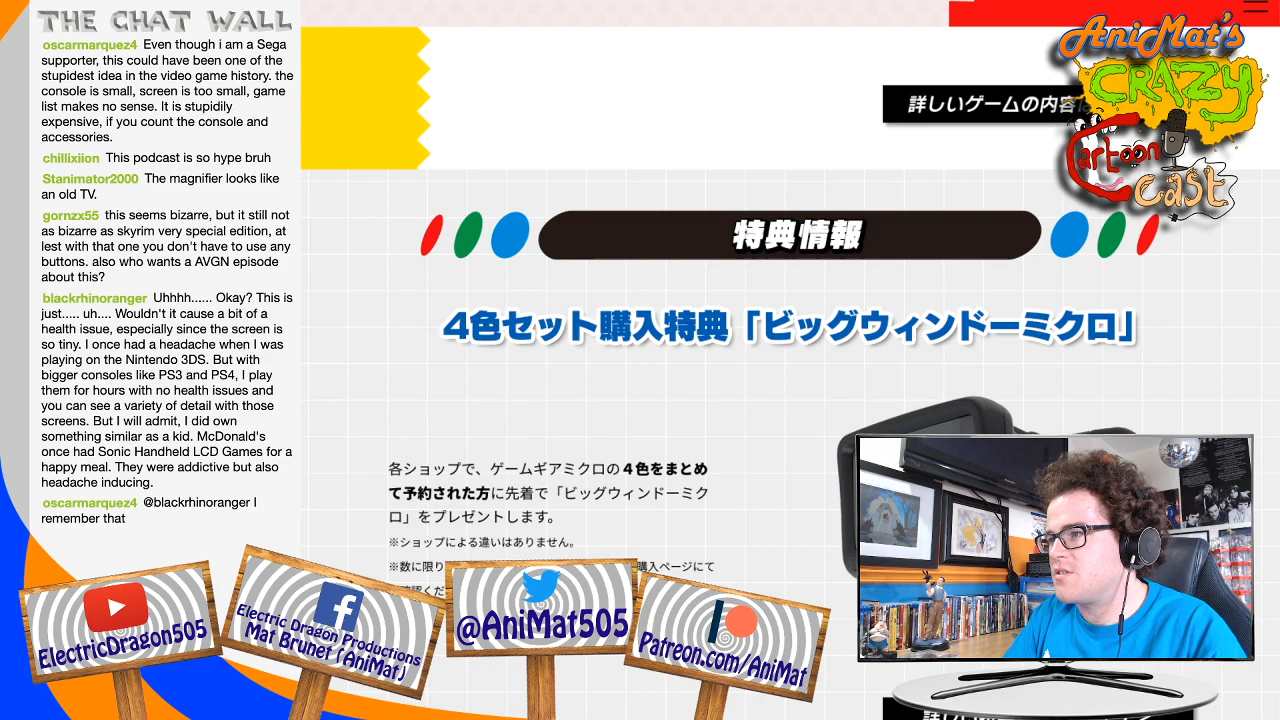 THE CHAT WALL
oscarmarquez4 Even though i am a Sega
supporter, this could have been one of the
stupidest idea in the video game history. the
console is small, screen is too small, game
list makes no sense. It is stupidily
expensive, if you count the console and
accessories.
chillixiion This podcast is so hype bruh
Stanimator2000 The magnifier looks like
an old TV.
gornzx55 this seems bizarre, but it still not
as bizarre as skyrim very special edition, at
lest with that one you don't have to use any
buttons. also who wants a AVGN episode
about this?
blackrhinoranger Uhhhh...... Okay? This is
just..... uh.... Wouldn't it cause a bit of a
health issue, especially since the screen is
so tiny. I once had a headache when I was
playing on the Nintendo 3DS. But with
bigger consoles like PS3 and PS4, I play
them for hours with no health issues and
you can see a variety of detail with those
screens. But I will admit, I did own
something similar as a kid. McDonald's
once had Sonic Handheld LCD Games for a
happy meal. They were addictive but also
headache inducing.
oscarmarquez4 @blackrhinoranger I
remember that
AniMat's
CRAZY
Cartoon
Cast
詳しいゲームの内容
特典情報
4色セット購入特典「ビッグウィンドーミクロ」
各ショップで、ゲームギアミクロの４色をまとめ
て予約された方に先着で「ビッグウィンドーミク
ロ」をプレゼントします。
※ショップによる違いはありません。
※数に限り 購入ページにて
ElectricDragon505
Electric Dragon Productions
Mat Brunet (AniMat)
@AniMat505
Patreon.com/AniMat